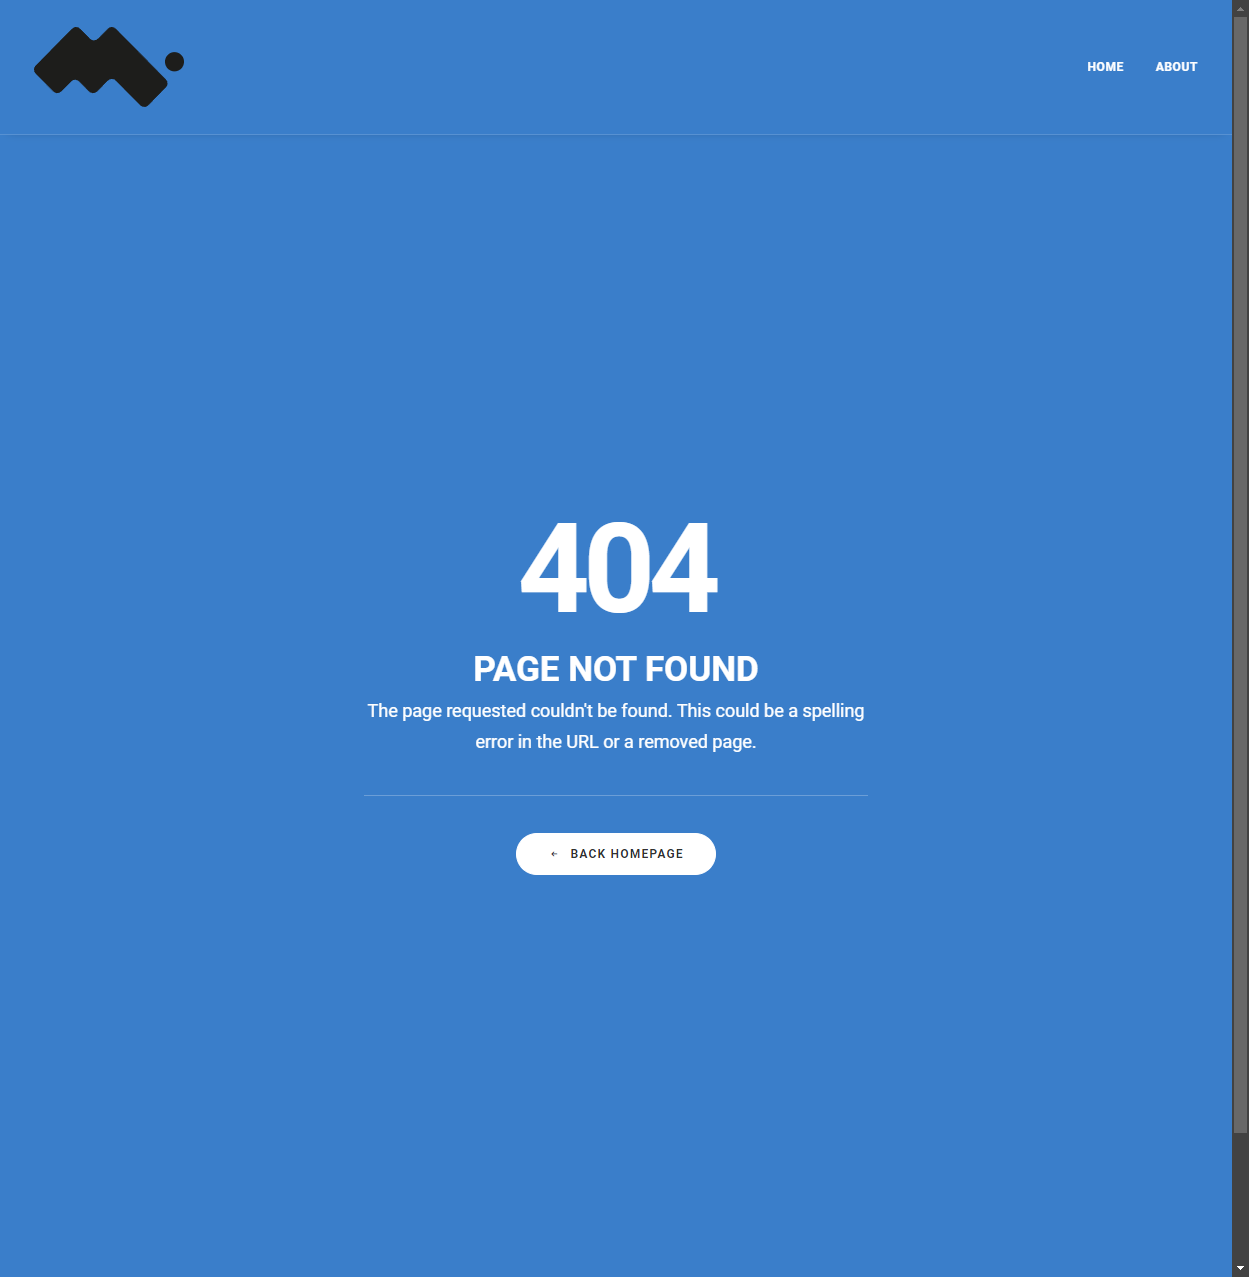 HOME ABOUT
404
PAGE NOT FOUND
The page requested couldn't be found. This could be a spelling
error in the URL or a removed page.
← BACK HOMEPAGE